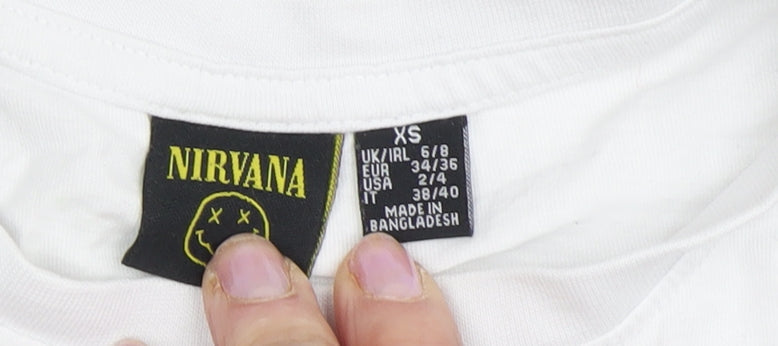 NIRVANA
XS
UK/IRL 6/8
EUR 34/36
USA 2/4
IT 38/40
MADE IN
BANGLADESH